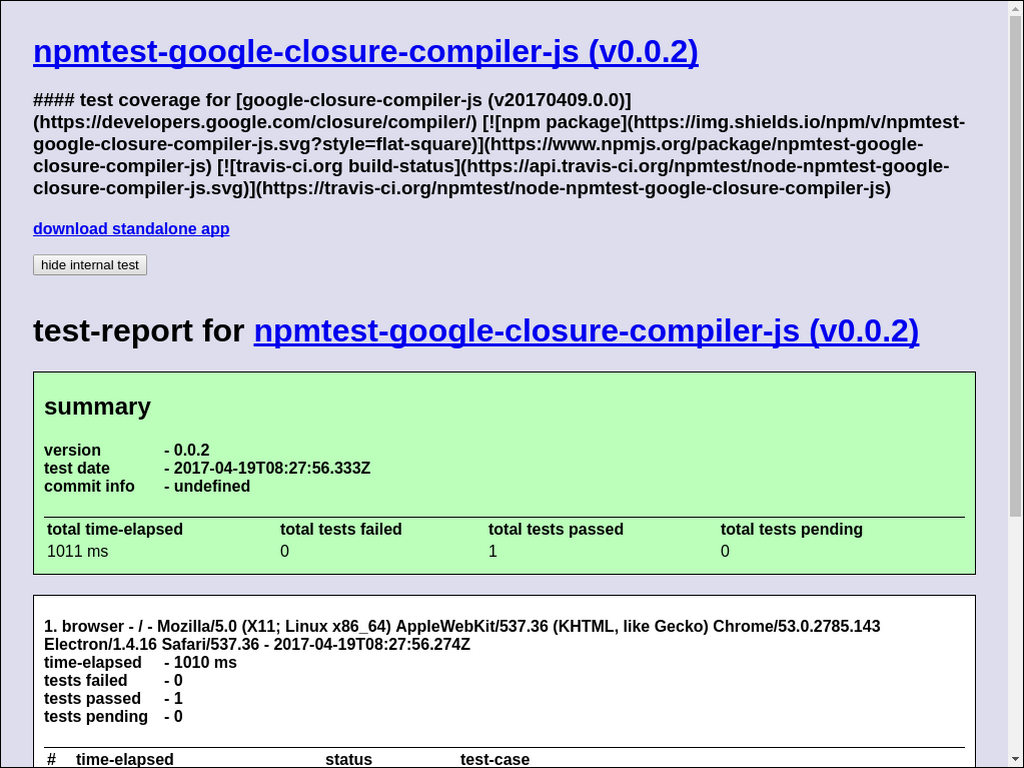 npmtest-google-closure-compiler-js (v0.0.2)
#### test coverage for [google-closure-compiler-js (v20170409.0.0)]
(https://developers.google.com/closure/compiler/) [![npm package](https://img.shields.io/npm/v/npmtest-
google-closure-compiler-js.svg?style=flat-square)](https://www.npmjs.org/package/npmtest-google-
closure-compiler-js) [![travis-ci.org build-status](https://api.travis-ci.org/npmtest/node-npmtest-google-
closure-compiler-js.svg)](https://travis-ci.org/npmtest/node-npmtest-google-closure-compiler-js)
download standalone app
hide internal test
test-report for npmtest-google-closure-compiler-js (v0.0.2)
summary
version - 0.0.2
test date - 2017-04-19T08:27:56.333Z
commit info - undefined
total time-elapsed total tests failed total tests passed total tests pending
1011 ms 0 1 0
1. browser - / - Mozilla/5.0 (X11; Linux x86_64) AppleWebKit/537.36 (KHTML, like Gecko) Chrome/53.0.2785.143
Electron/1.4.16 Safari/537.36 - 2017-04-19T08:27:56.274Z
time-elapsed - 1010 ms
tests failed - 0
tests passed - 1
tests pending - 0
# time-elapsed status test-case